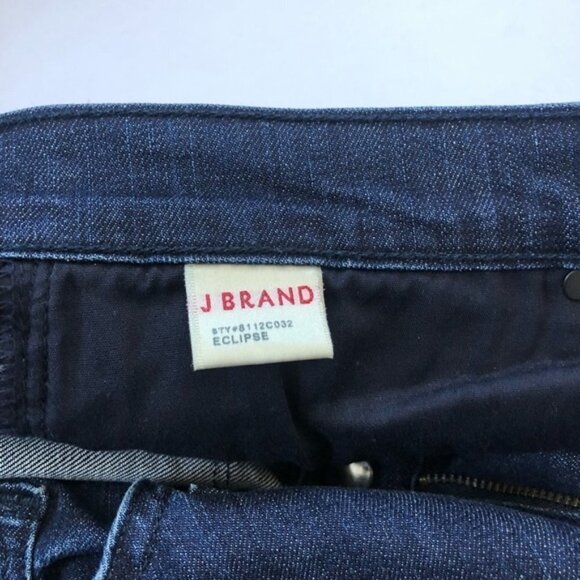 J BRAND
STY#8112C032
ECLIPSE